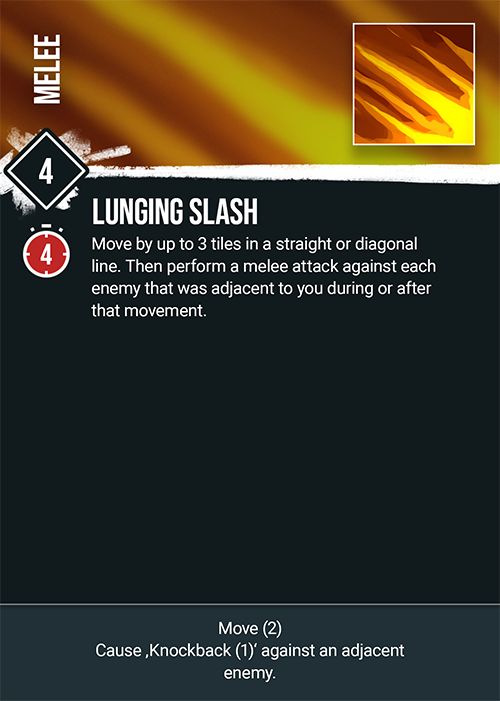 MELEE
4
LUNGING SLASH
4
Move by up to 3 tiles in a straight or diagonal
line. Then perform a melee attack against each
enemy that was adjacent to you during or after
that movement.
Move (2)
Cause ‚Knockback (1)‘ against an adjacent
enemy.